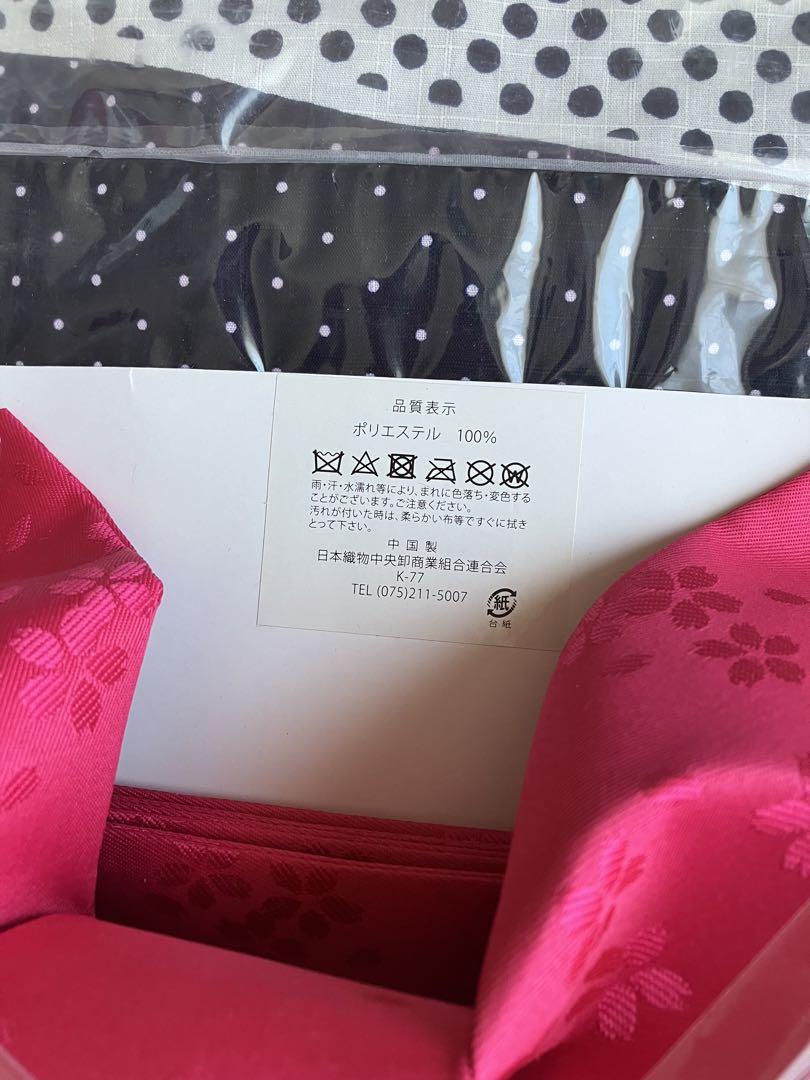 品質表示
ポリエステル 100%
雨・汗・水濡れ等により、まれに色落ち・変色する
ことがございます。ご注意ください。
汚れが付いた時は、柔らかい布等ですぐに拭き
とって下さい。
中国製
日本織物中央卸商業組合連合会
K-77
TEL (075)211-5007
紙
台紙